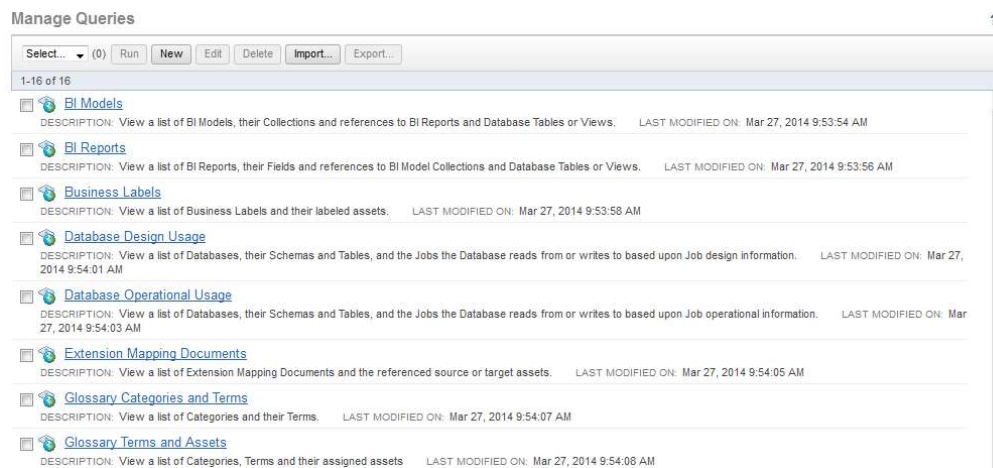 Manage Queries
Select... (0) Run New Edit Delete Import... Export...
1-16 of 16
BI Models
DESCRIPTION: View a list of BI Models, their Collections and references to BI Reports and Database Tables or Views. LAST MODIFIED ON: Mar 27, 2014 9:53:54 AM
BI Reports
DESCRIPTION: View a list of BI Reports, their Fields and references to BI Model Collections and Database Tables or Views. LAST MODIFIED ON: Mar 27, 2014 9:53:56 AM
Business Labels
DESCRIPTION: View a list of Business Labels and their labeled assets. LAST MODIFIED ON: Mar 27, 2014 9:53:58 AM
Database Design Usage
DESCRIPTION: View a list of Databases, their Schemas and Tables, and the Jobs the Database reads from or writes to based upon Job design information. LAST MODIFIED ON: Mar 27,
2014 9:54:01 AM
Database Operational Usage
DESCRIPTION: View a list of Databases, their Schemas and Tables, and the Jobs the Database reads from or writes to based upon Job operational information. LAST MODIFIED ON: Mar
27, 2014 9:54:03 AM
Extension Mapping Documents
DESCRIPTION: View a list of Extension Mapping Documents and the referenced source or target assets. LAST MODIFIED ON: Mar 27, 2014 9:54:05 AM
Glossary Categories and Terms
DESCRIPTION: View a list of Categories and their Terms. LAST MODIFIED ON: Mar 27, 2014 9:54:07 AM
Glossary Terms and Assets
DESCRIPTION: View a list of Categories, Terms and their assigned assets LAST MODIFIED ON: Mar 27, 2014 9:54:08 AM